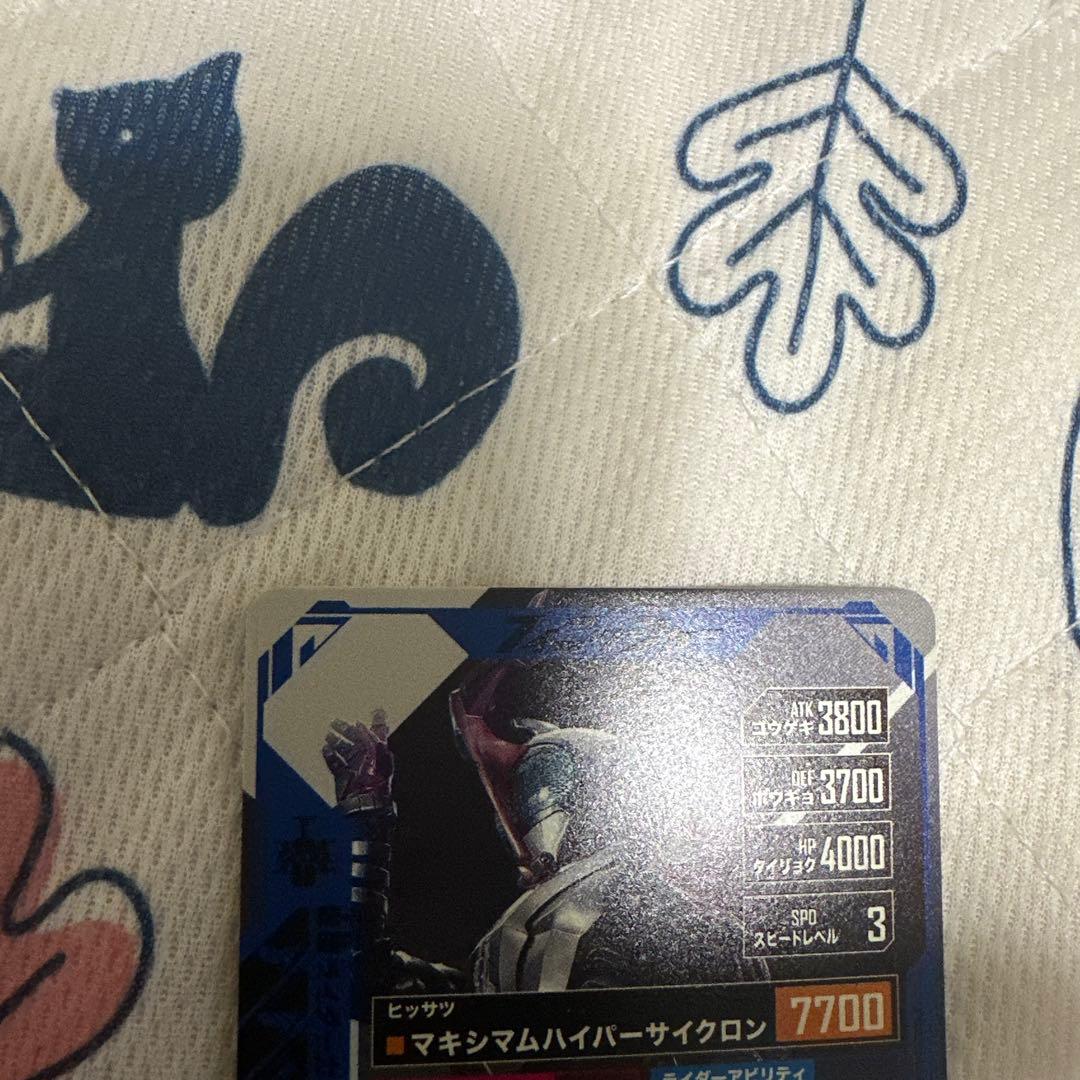 ATK
コウゲキ 3800
DEF
ボウギョ 3700
HP
タイリョク 4000
SPD
スピードレベル 3
ヒッサツ
マキシマムハイパーサイクロン 7700
ライダーアビリティ